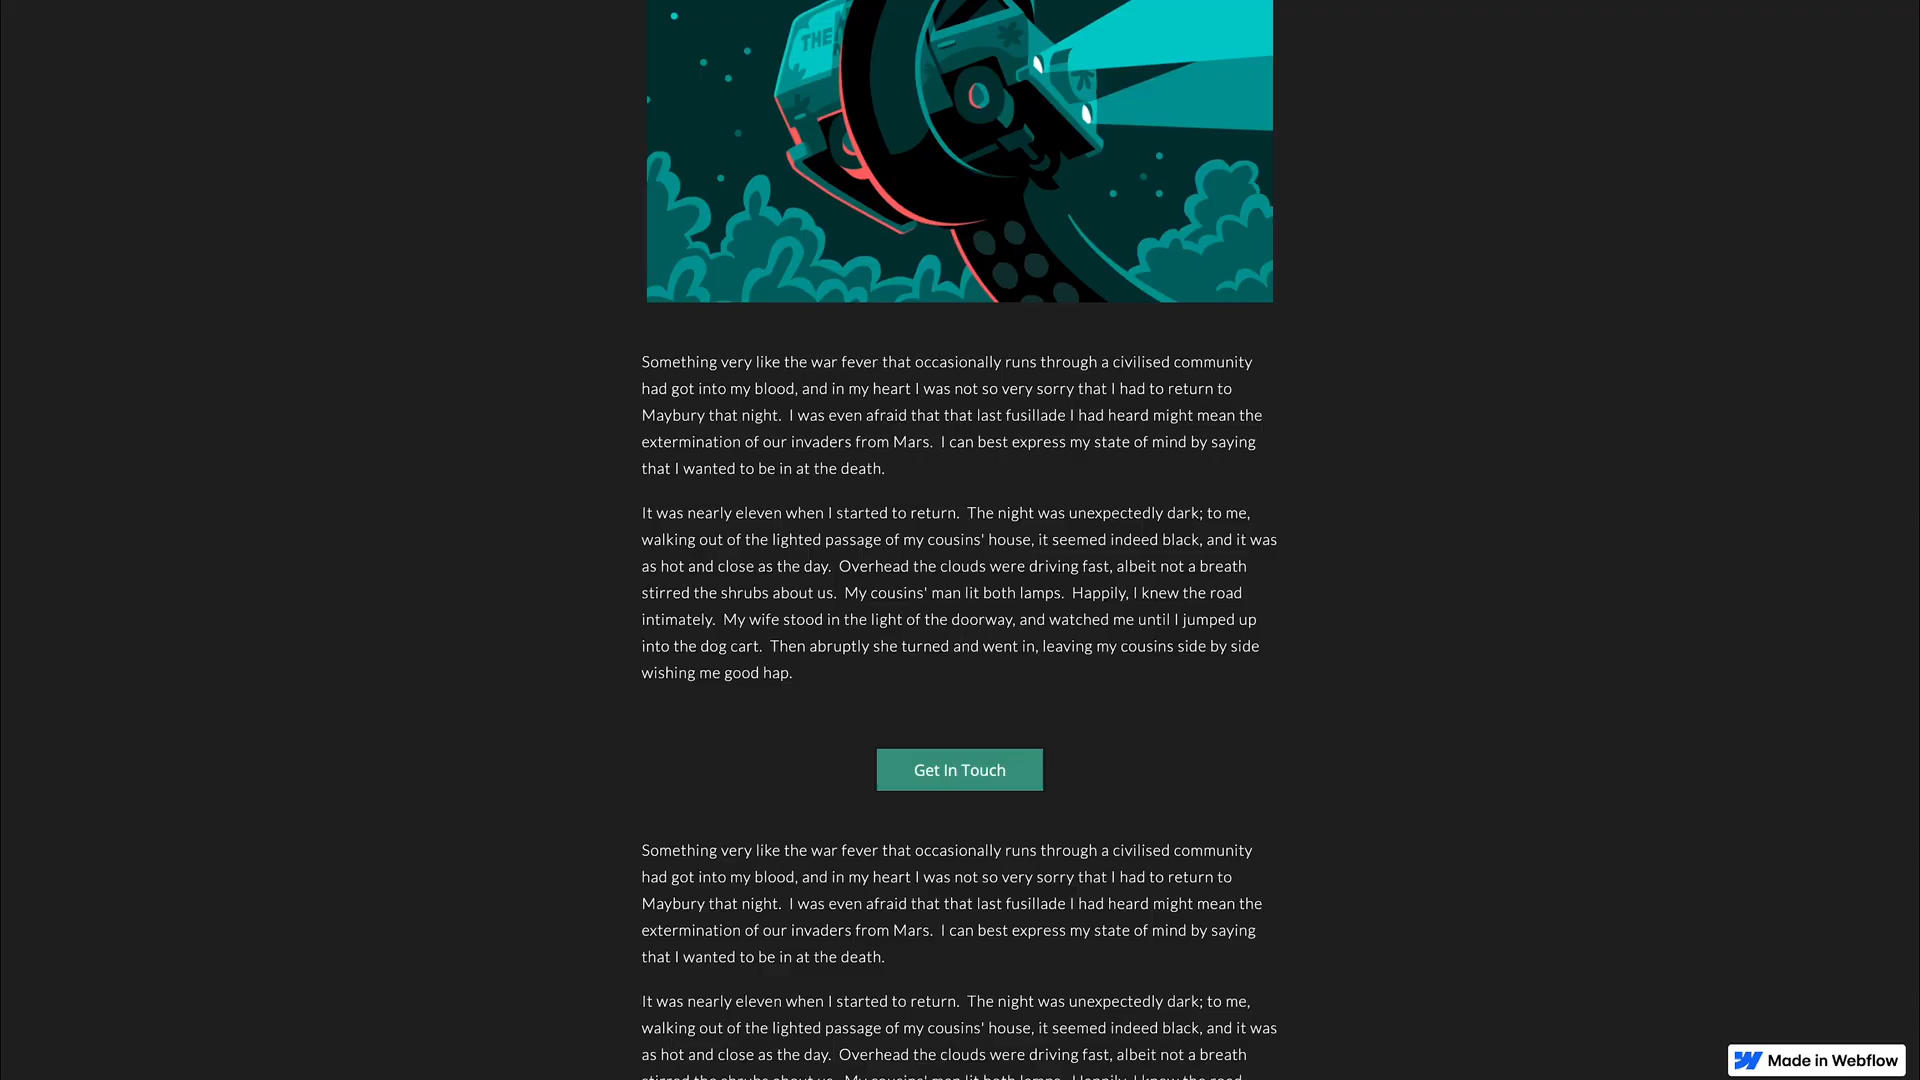 THE
Something very like the war fever that occasionally runs through a civilised community
had got into my blood, and in my heart I was not so very sorry that I had to return to
Maybury that night.  I was even afraid that that last fusillade I had heard might mean the
extermination of our invaders from Mars.  I can best express my state of mind by saying
that I wanted to be in at the death.
It was nearly eleven when I started to return.  The night was unexpectedly dark; to me,
walking out of the lighted passage of my cousins' house, it seemed indeed black, and it was
as hot and close as the day.  Overhead the clouds were driving fast, albeit not a breath
stirred the shrubs about us.  My cousins' man lit both lamps.  Happily, I knew the road
intimately.  My wife stood in the light of the doorway, and watched me until I jumped up
into the dog cart.  Then abruptly she turned and went in, leaving my cousins side by side
wishing me good hap.
Get In Touch
Something very like the war fever that occasionally runs through a civilised community
had got into my blood, and in my heart I was not so very sorry that I had to return to
Maybury that night.  I was even afraid that that last fusillade I had heard might mean the
extermination of our invaders from Mars.  I can best express my state of mind by saying
that I wanted to be in at the death.
It was nearly eleven when I started to return.  The night was unexpectedly dark; to me,
walking out of the lighted passage of my cousins' house, it seemed indeed black, and it was
as hot and close as the day.  Overhead the clouds were driving fast, albeit not a breath
stirred the shrubs about us.  My cousins' man lit both lamps.  Happily, I knew the road
Made in Webflow